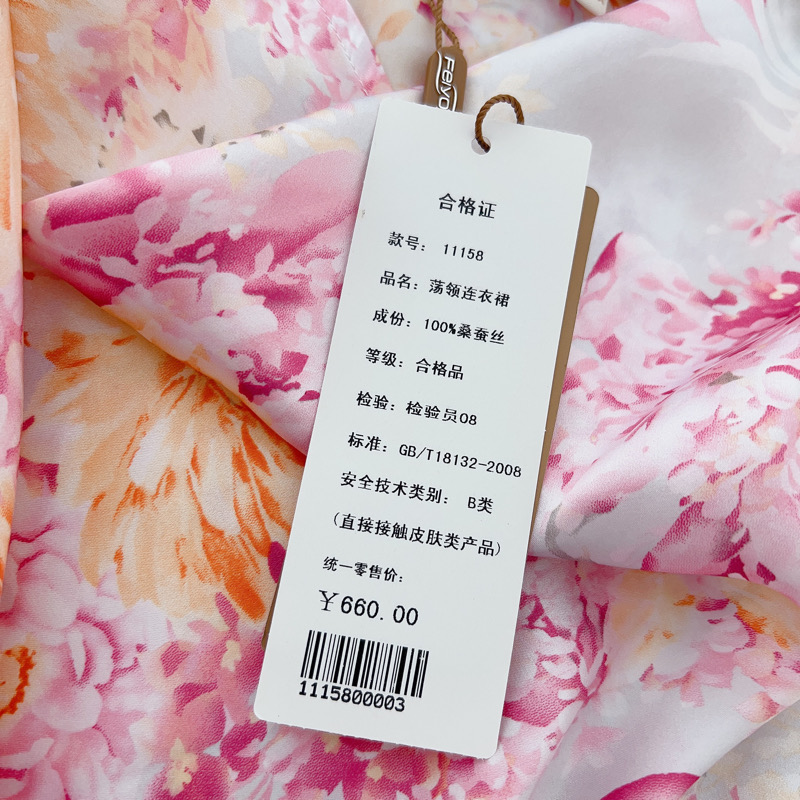 合格证
款号： 11158
品名：荡领连衣裙
成份：100%桑蚕丝
等级：合格品
检验：检验员08
标准：GB/T18132-2008
安全技术类别： B类
(直接接触皮肤类产品)
统一零售价：
￥660.00
1115800003